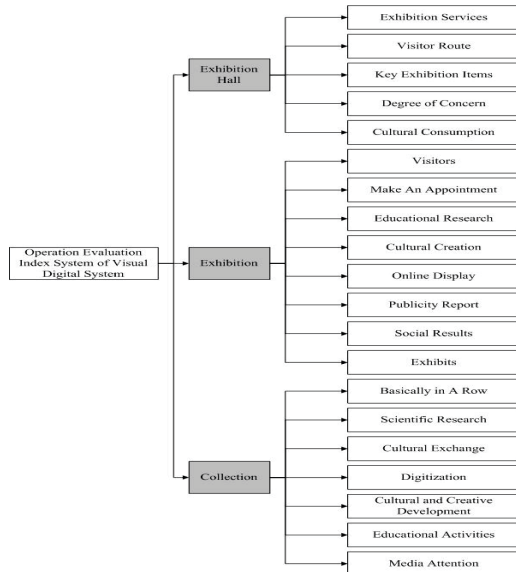 Operation Evaluation
Index System of Visual
Digital System
Exhibition
Hall
Exhibition Services
Visitor Route
Key Exhibition Items
Degree of Concern
Cultural Consumption
Exhibition
Visitors
Make An Appointment
Educational Research
Cultural Creation
Online Display
Publicity Report
Social Results
Exhibits
Collection
Basically in A Row
Scientific Research
Cultural Exchange
Digitization
Cultural and Creative
Development
Educational Activities
Media Attention